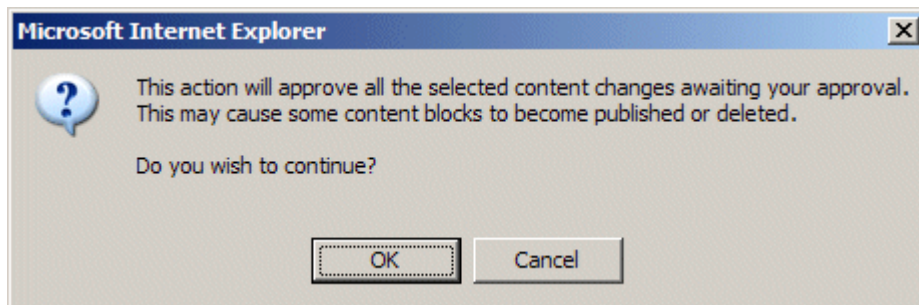 Microsoft Internet Explorer
This action will approve all the selected content changes awaiting your approval.
This may cause some content blocks to become published or deleted.
Do you wish to continue?
OK
Cancel